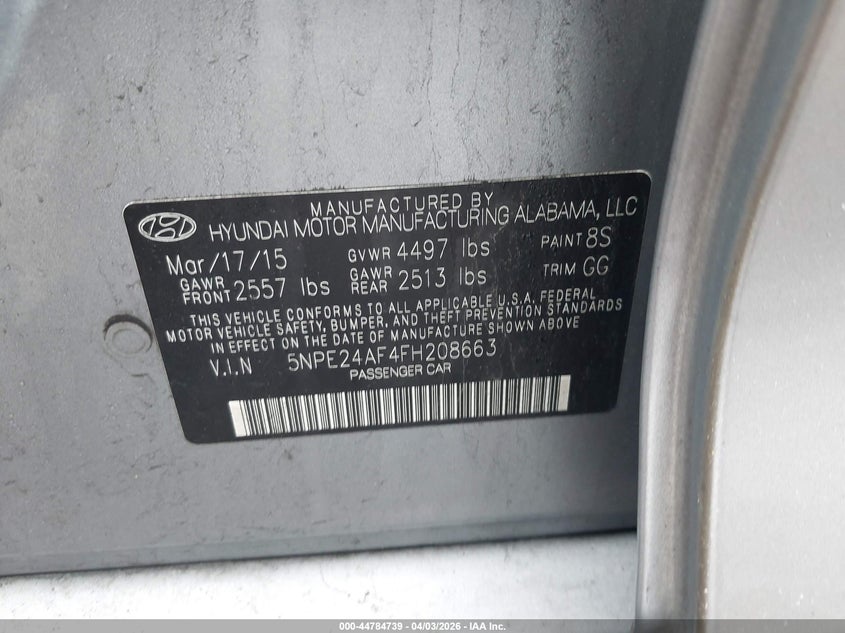 MANUFACTURED BY
HYUNDAI MOTOR MANUFACTURING ALABAMA, LLC
Mar/17/15 GVWR 4497 lbs PAINT 8S
GAWR FRONT 2557 lbs GAWR REAR 2513 lbs TRIM GG
THIS VEHICLE CONFORMS TO ALL APPLICABLE U.S.A. FEDERAL
MOTOR VEHICLE SAFETY, BUMPER, AND THEFT PREVENTION STANDARDS
IN EFFECT ON THE DATE OF MANUFACTURE SHOWN ABOVE
V.I.N 5NPE24AF4FH208663
PASSENGER CAR
000-44784739 - 04/03/2026 - IAA Inc.